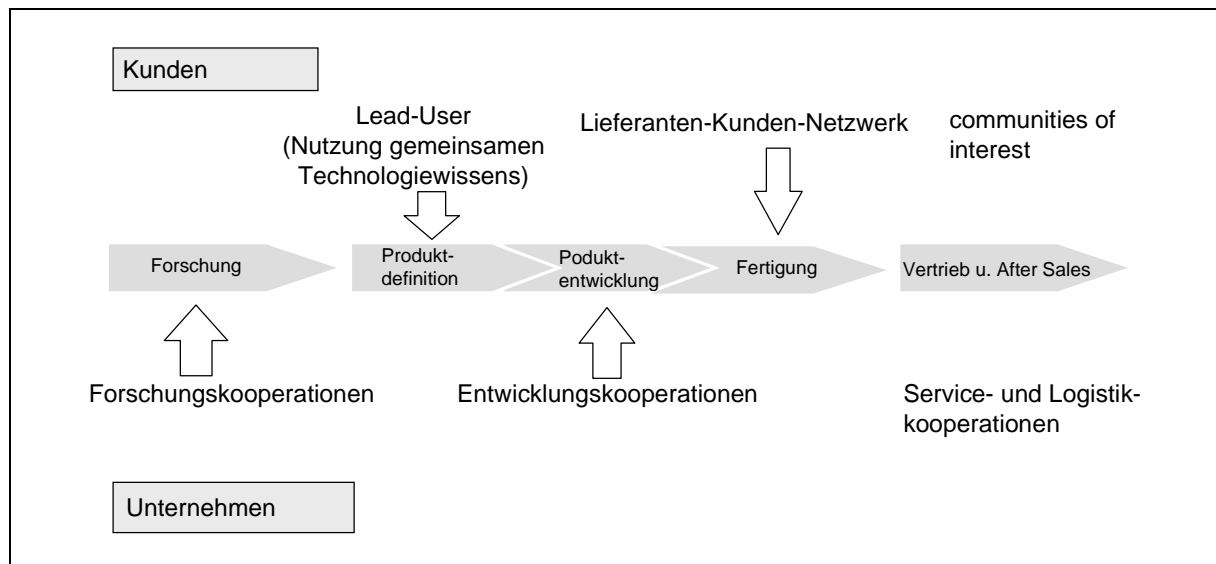 Kunden
Lead-User
(Nutzung gemeinsamen
Technologiewissens)
Lieferanten-Kunden-Netzwerk
communities of
interest
Forschung
Produkt-
definition
Podukt-
entwicklung
Fertigung
Vertrieb u. After Sales
Forschungskooperationen
Entwicklungskooperationen
Service- und Logistik-
kooperationen
Unternehmen